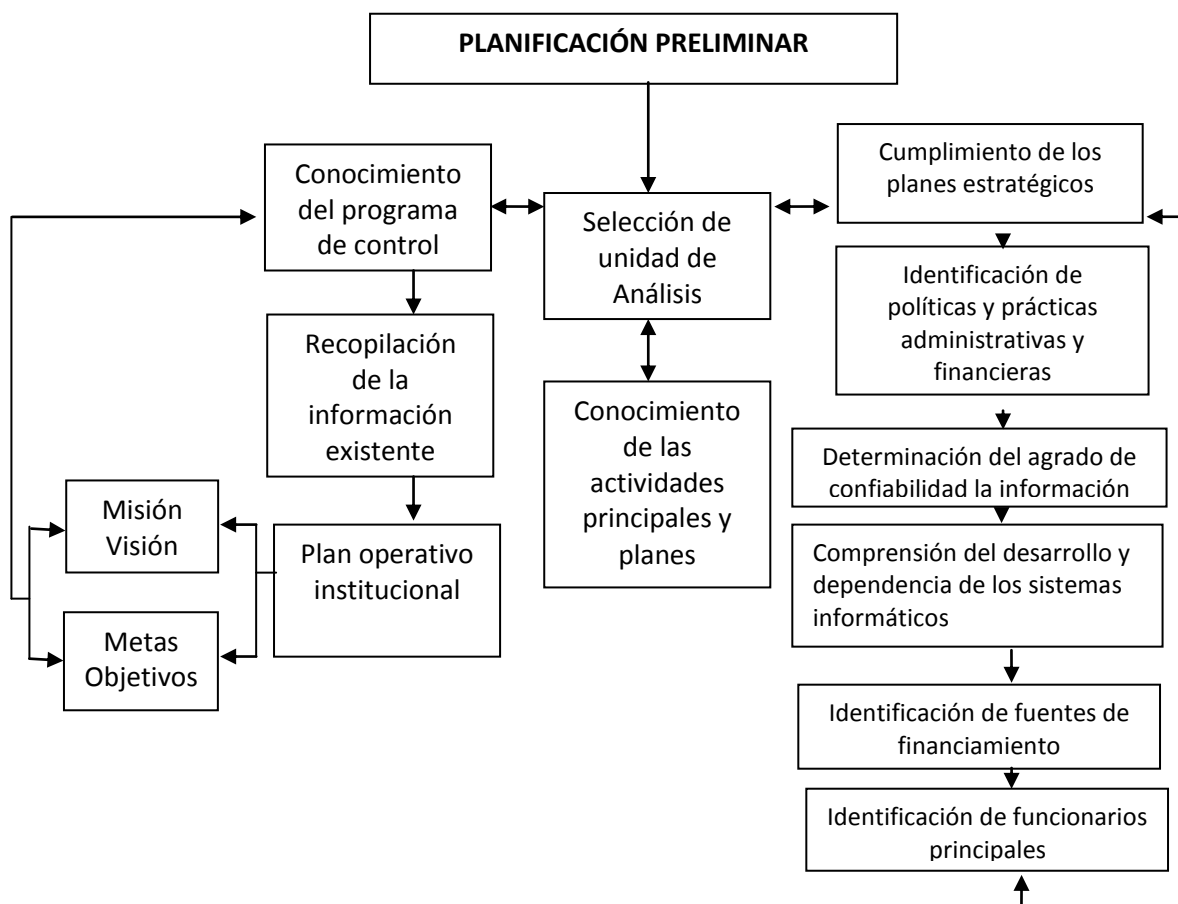 PLANIFICACIÓN PRELIMINAR
Conocimiento
del programa
de control
Recopilación
de la
información
existente
Misión
Visión
Metas
Objetivos
Plan operativo
institucional
Selección de
unidad de
Análisis
Conocimiento
de las
actividades
principales y
planes
Cumplimiento de los
planes estratégicos
Identificación de
políticas y prácticas
administrativas y
financieras
Determinación del agrado de
confiabilidad la información
Comprensión del desarrollo y
dependencia de los sistemas
informáticos
Identificación de fuentes de
financiamiento
Identificación de funcionarios
principales